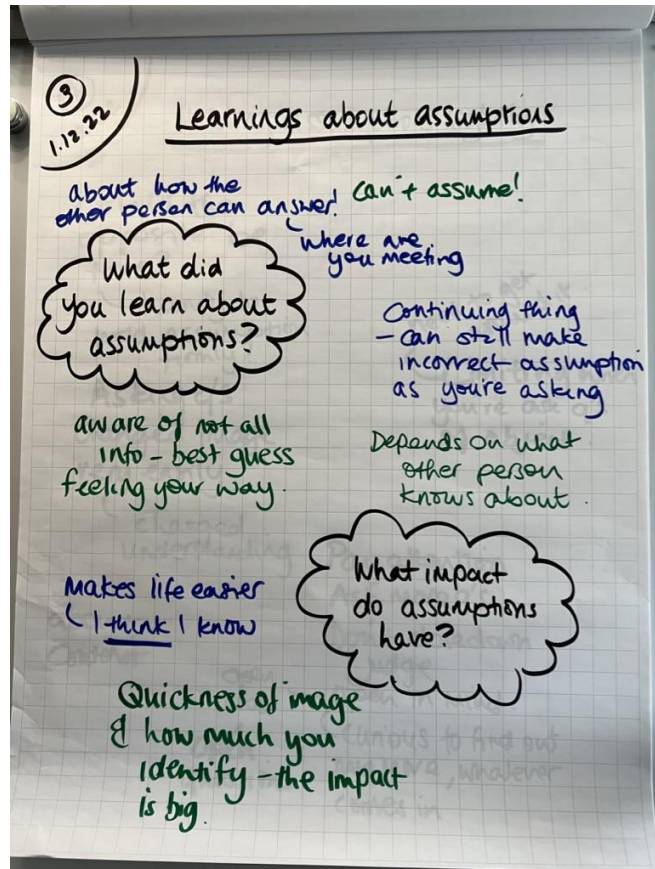 3
1.12.22
Learnings about assumptions
about how the
other person can answer!
Where are
you meeting
Can't assume!
What did
you learn about
assumptions?
Continuing thing
- can still make
incorrect assumption
as you're asking
aware of not all
info - best guess
feeling your way.
Depends on what
other person
knows about.
Makes life easier
I think I know
What impact
do assumptions
have?
Quickness of image
& how much you
identify - the impact
is big.